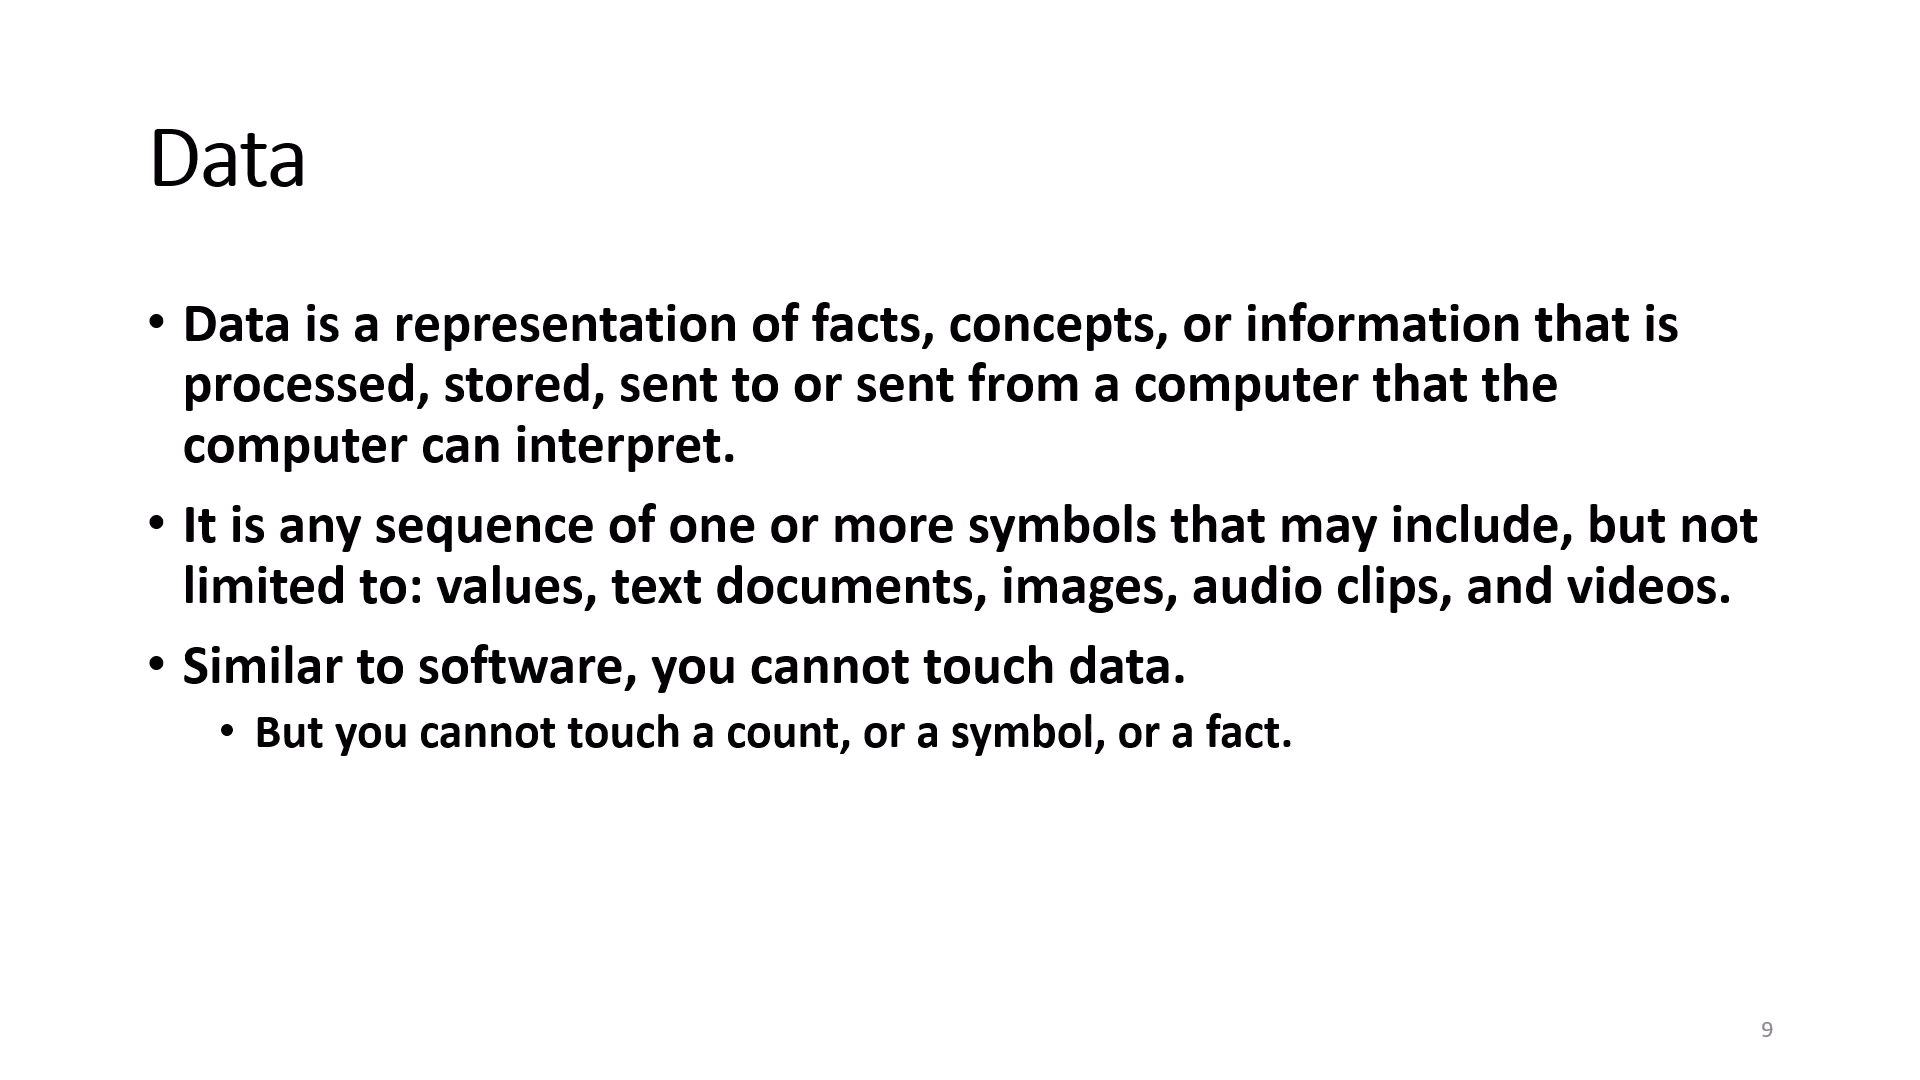 Data
• Data is a representation of facts, concepts, or information that is
processed, stored, sent to or sent from a computer that the
computer can interpret.
• It is any sequence of one or more symbols that may include, but not
limited to: values, text documents, images, audio clips, and videos.
• Similar to software, you cannot touch data.
• But you cannot touch a count, or a symbol, or a fact.
9